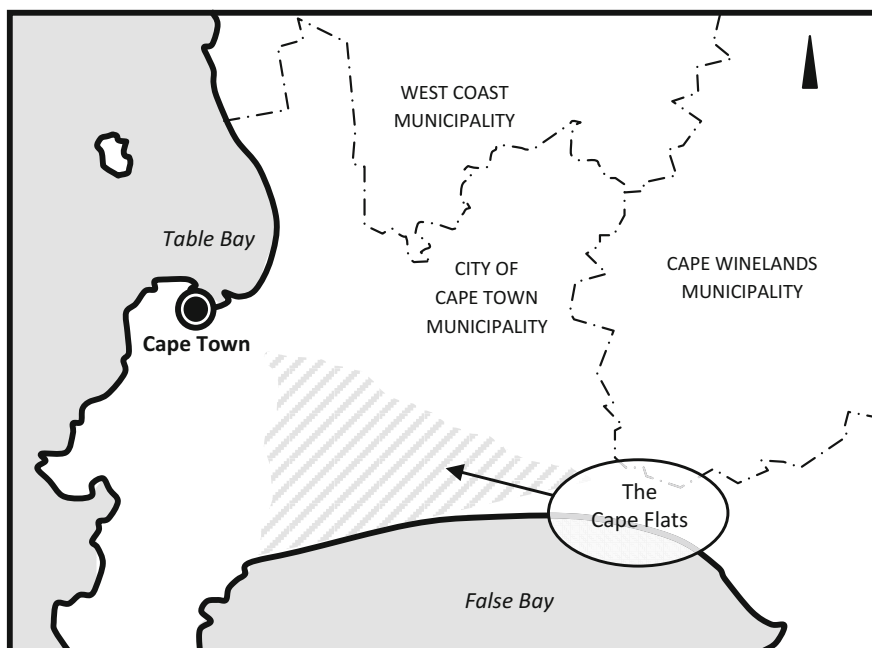 WEST COAST
MUNICIPALITY
Table Bay
CITY OF
CAPE TOWN
MUNICIPALITY
CAPE WINELANDS
MUNICIPALITY
Cape Town
The
Cape Flats
False Bay